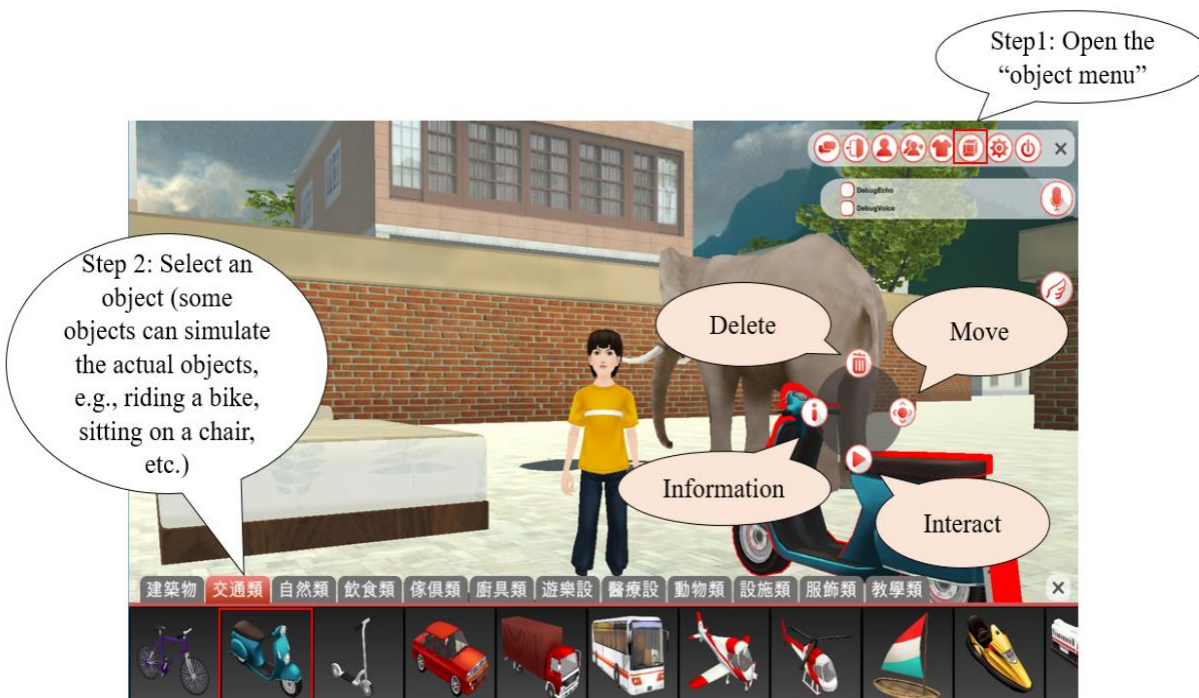 Step1: Open the
“object menu”
DebugEcho
DebugVoice
Step 2: Select an
object (some
objects can simulate
the actual objects,
e.g., riding a bike,
sitting on a chair,
etc.)
Delete
Move
Information
Interact
建築物 交通類 自然類 飲食類 傢俱類 廚具類 遊樂設 醫療設 動物類 設施類 服飾類 教學類